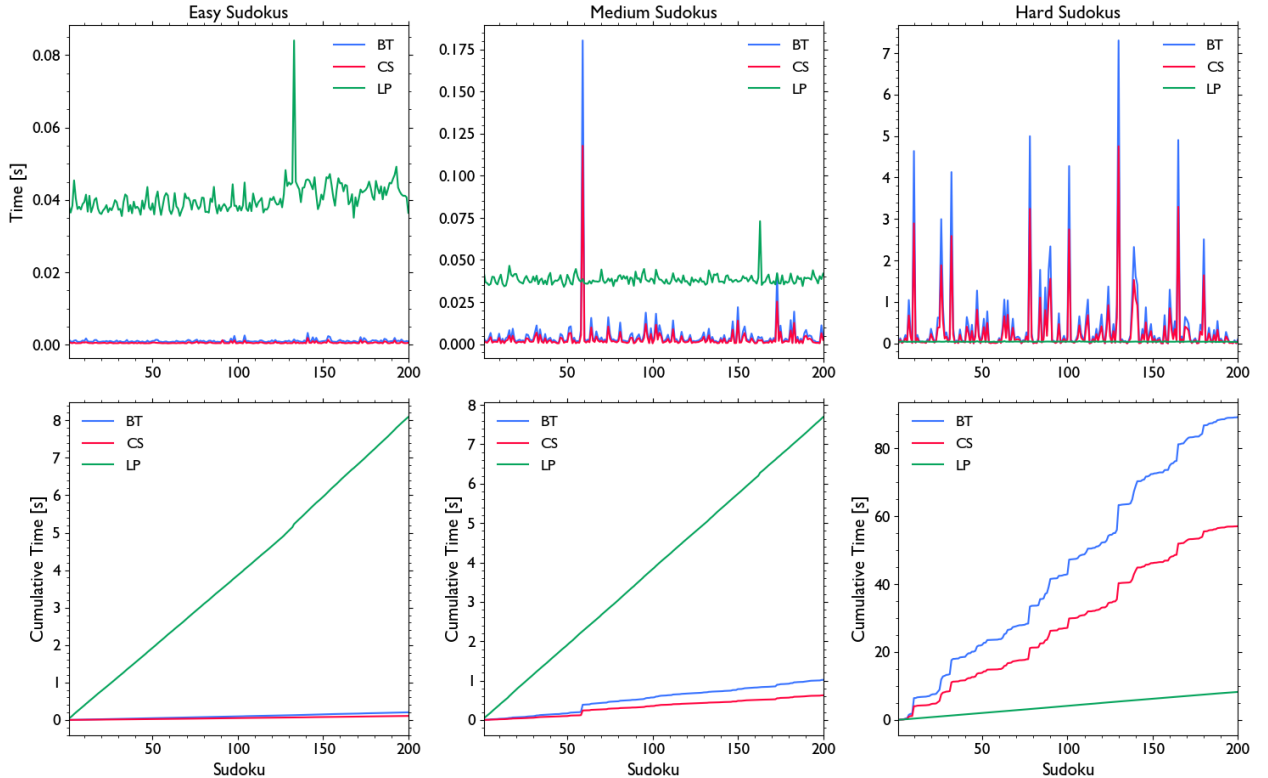 Easy Sudokus
Medium Sudokus
Hard Sudokus
Time [s]
0.08
0.06
0.04
0.02
0.00
BT
CS
LP
50
100
150
200
0.175
0.150
0.125
0.100
0.075
0.050
0.025
0.000
BT
CS
LP
50
100
150
200
7
6
5
4
3
2
1
0
BT
CS
LP
50
100
150
200
Cumulative Time [s]
8
7
6
5
4
3
2
1
0
BT
CS
LP
50
100
150
200
Sudoku
Cumulative Time [s]
8
7
6
5
4
3
2
1
0
BT
CS
LP
50
100
150
200
Sudoku
Cumulative Time [s]
80
60
40
20
0
BT
CS
LP
50
100
150
200
Sudoku